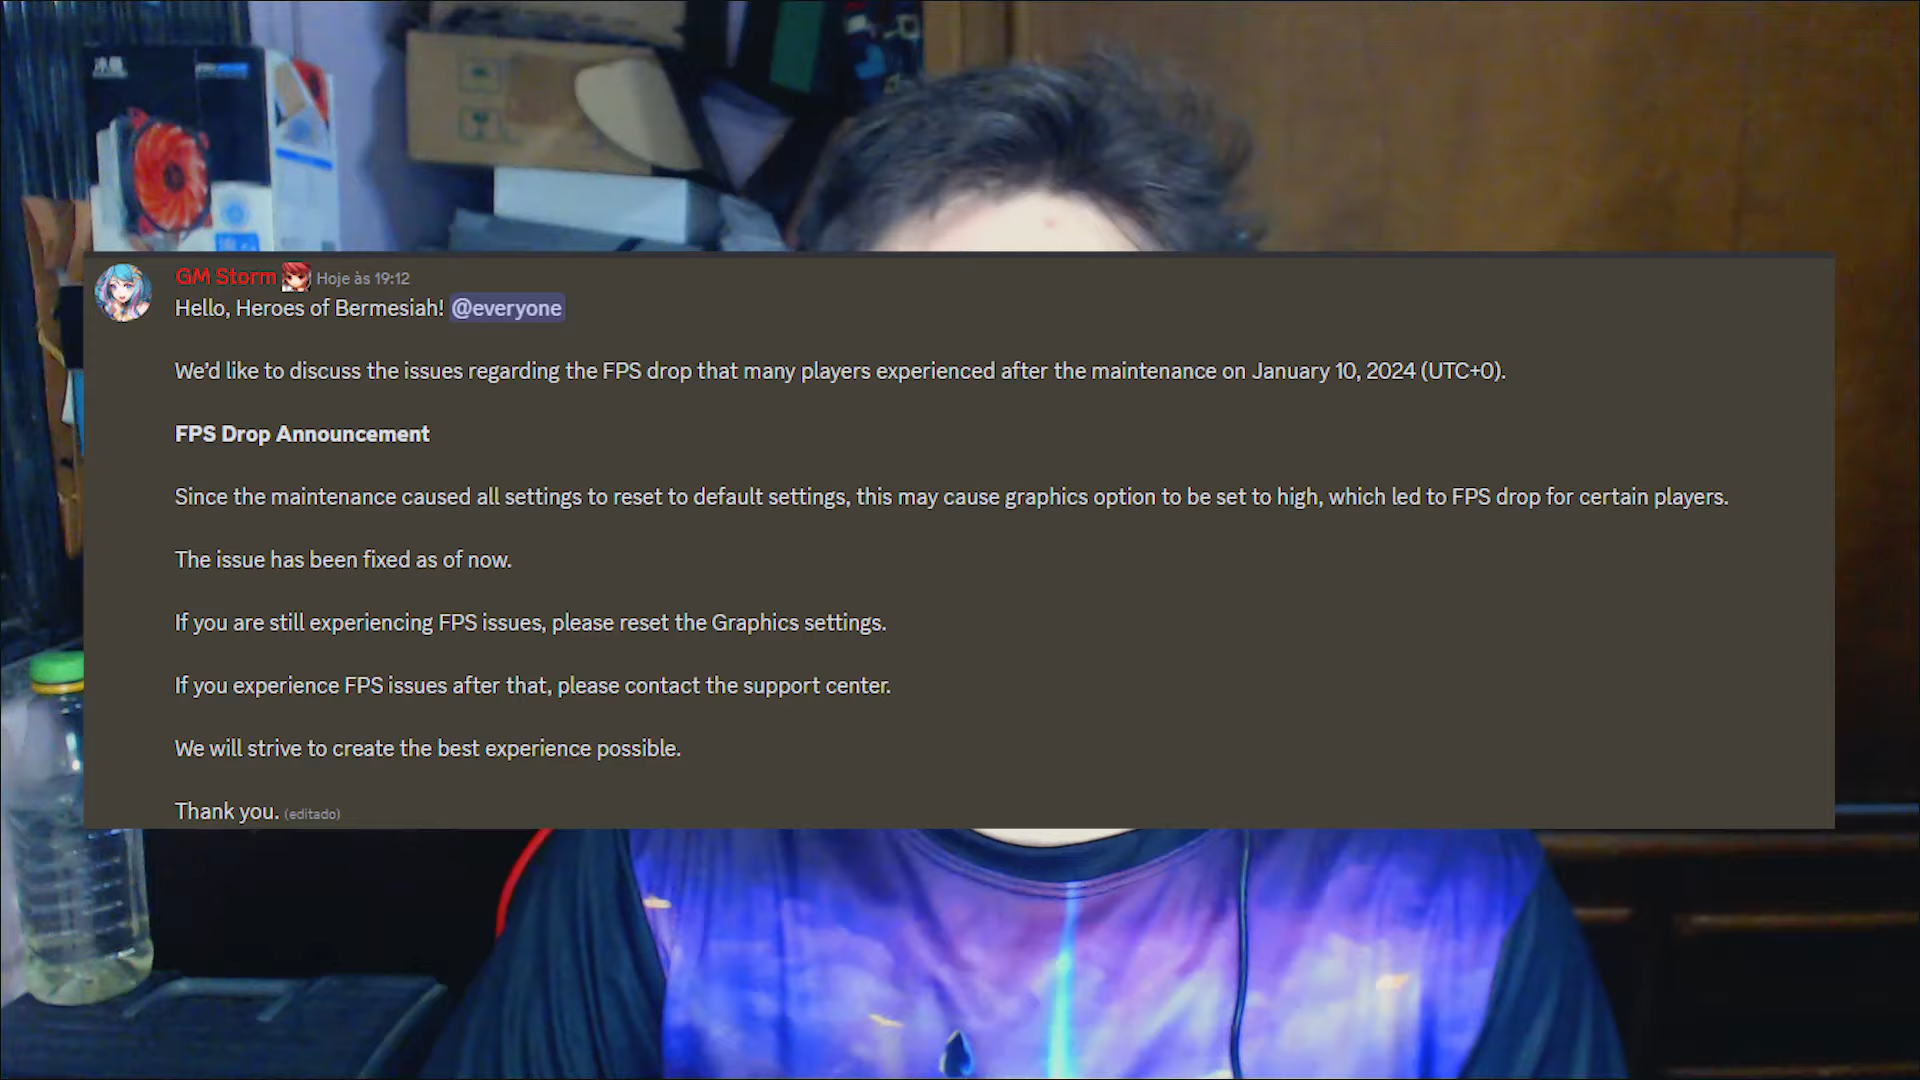 冰暴
GM Storm Hoje às 19:12
Hello, Heroes of Bermesiah! @everyone
We'd like to discuss the issues regarding the FPS drop that many players experienced after the maintenance on January 10, 2024 (UTC+0).
FPS Drop Announcement
Since the maintenance caused all settings to reset to default settings, this may cause graphics option to be set to high, which led to FPS drop for certain players.
The issue has been fixed as of now.
If you are still experiencing FPS issues, please reset the Graphics settings.
If you experience FPS issues after that, please contact the support center.
We will strive to create the best experience possible.
Thank you. (editado)